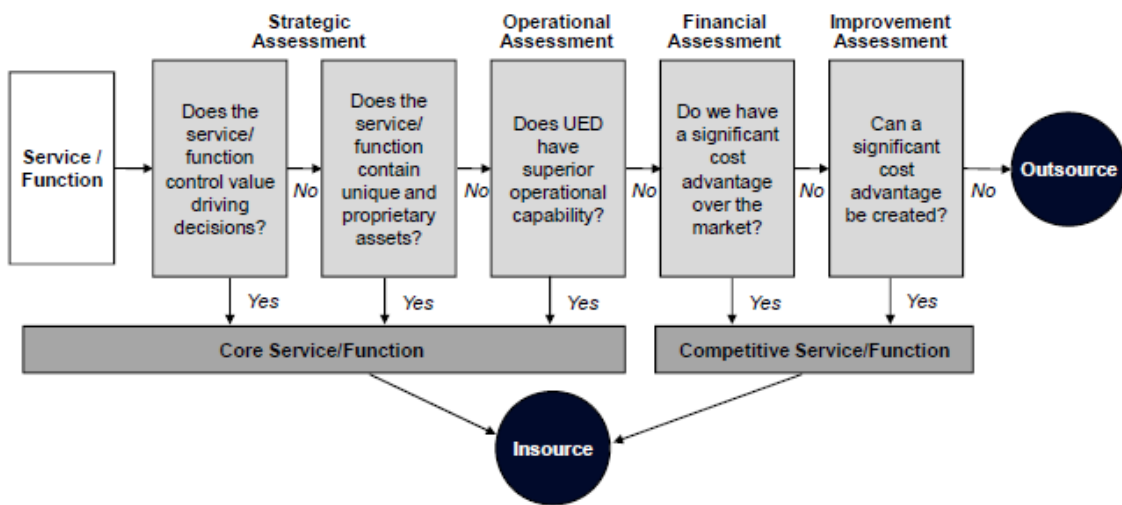 Strategic
Assessment
Operational
Assessment
Financial
Assessment
Improvement
Assessment
Service /
Function
Does the
service/
function
control value
driving
decisions?
No
Does the
service/
function
contain
unique and
proprietary
assets?
No
Does UED
have
superior
operational
capability?
No
Do we have
a significant
cost
advantage
over the
market?
No
Can a
significant
cost
advantage
be created?
No
Outsource
Yes
Yes
Yes
Yes
Yes
Core Service/Function
Competitive Service/Function
Insource